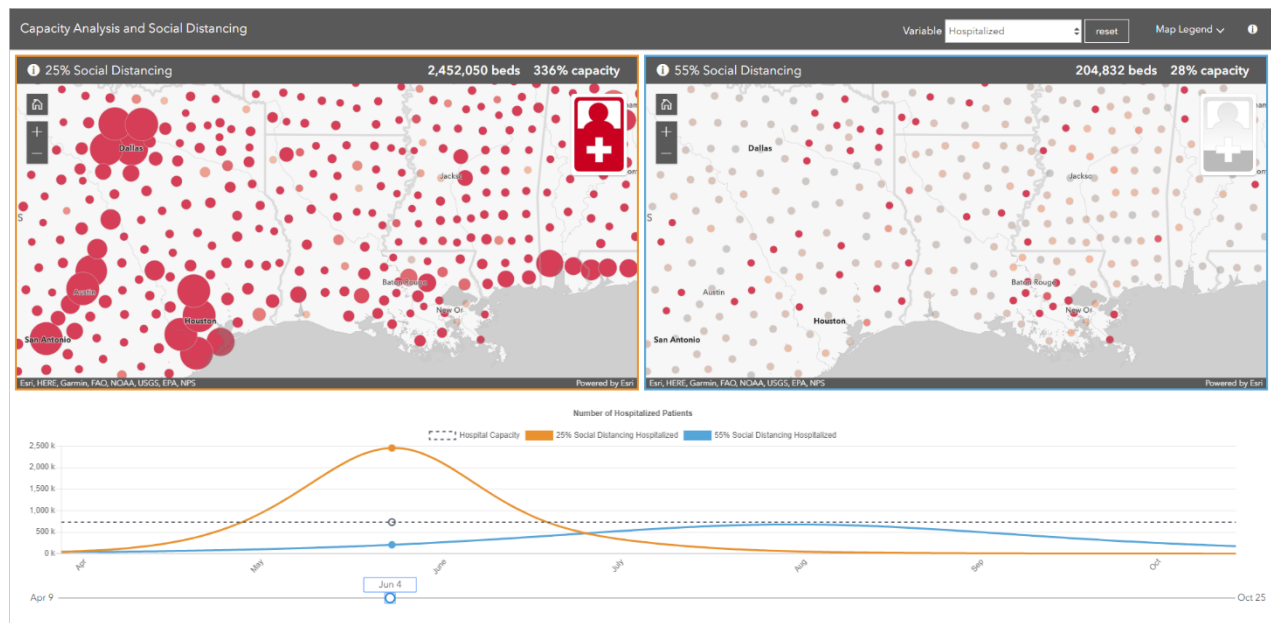 Capacity Analysis and Social Distancing
Variable Hospitalized reset Map Legend
25% Social Distancing 2,452,050 beds 336% capacity
55% Social Distancing 204,832 beds 28% capacity
Dallas
Jackso
Austin
Baton Rouge
Houston
New Or
San Antonio
Esri, HERE, Garmin, FAO, NOAA, USGS, EPA, NPS Powered by Esri
Dallas
Jackso
Austin
Baton Rouge
Houston
New Or
San Antonio
Esri, HERE, Garmin, FAO, NOAA, USGS, EPA, NPS Powered by Esri
Number of Hospitalized Patients
Hospital Capacity 25% Social Distancing Hospitalized 55% Social Distancing Hospitalized
2,500 k
2,000 k
1,500 k
1,000 k
500 k
0 k
Apr May June July Aug Sep Oct
Jun 4
Apr 9 Oct 25